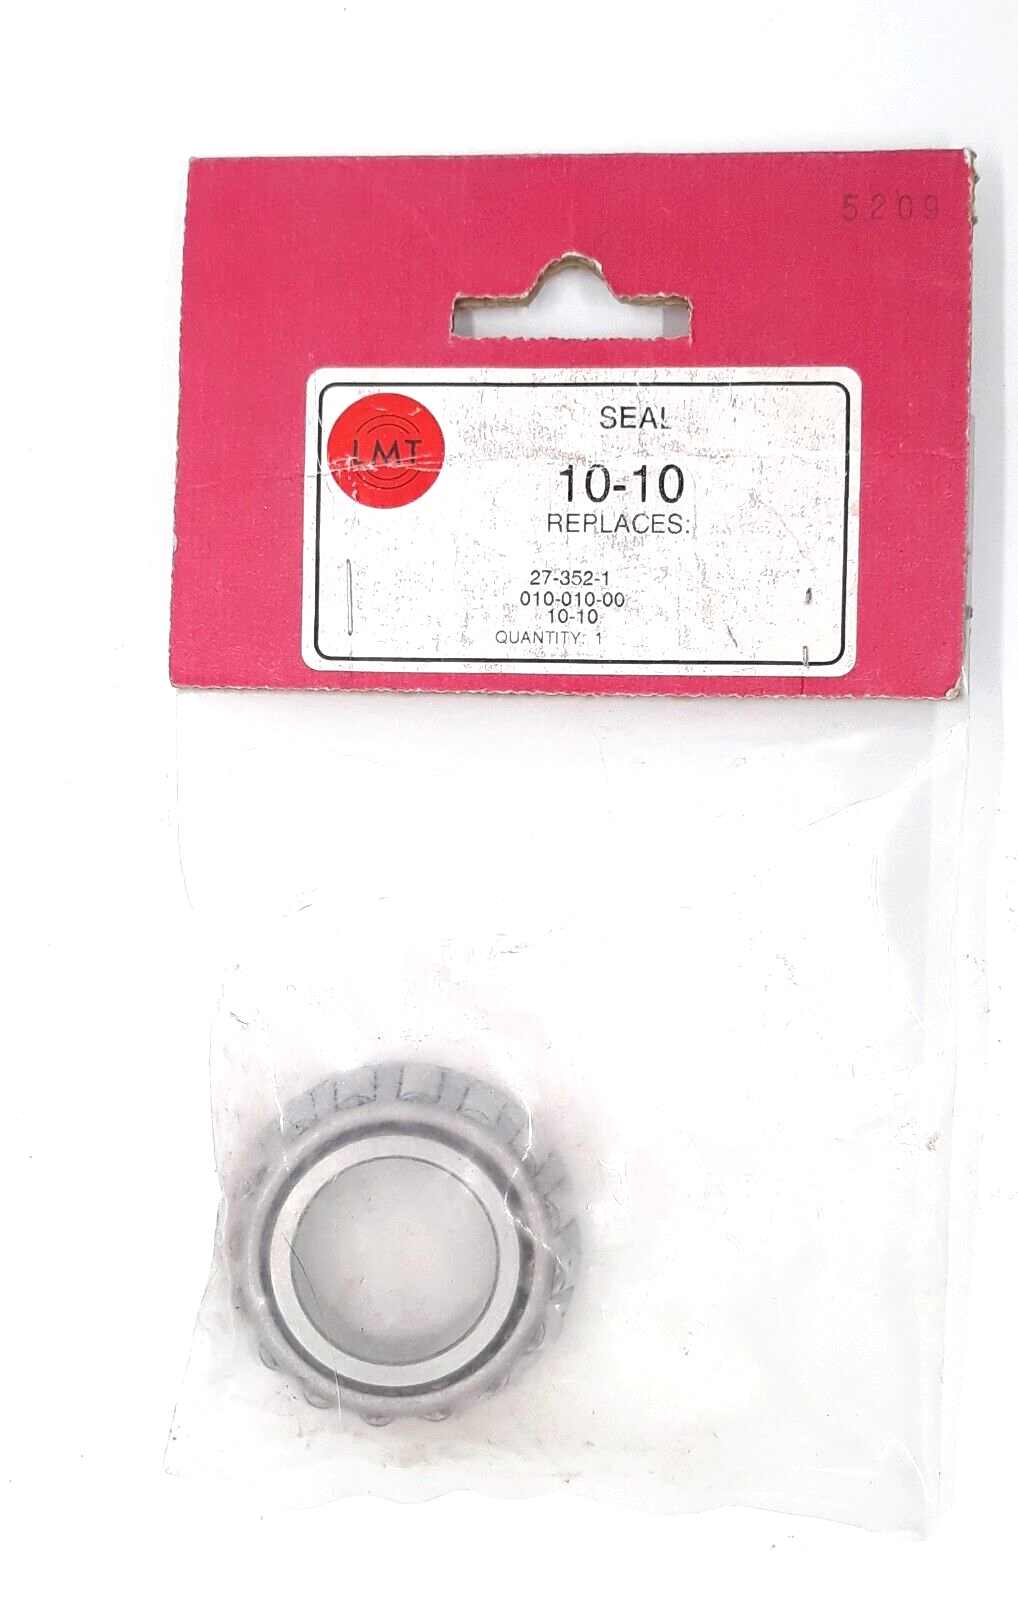 5209
LMT
SEAL
10-10
REPLACES:
27-352-1
010-010-00
10-10
QUANTITY: 1